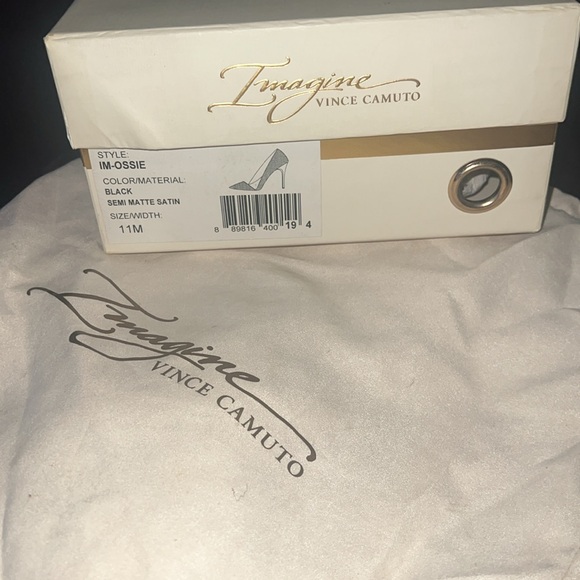 Imagine
VINCE CAMUTO
STYLE:
IM-OSSIE
COLOR/MATERIAL:
BLACK
SEMI MATTE SATIN
SIZE/WIDTH:
11M
8 89816 400 19 4
Imagine
VINCE CAMUTO